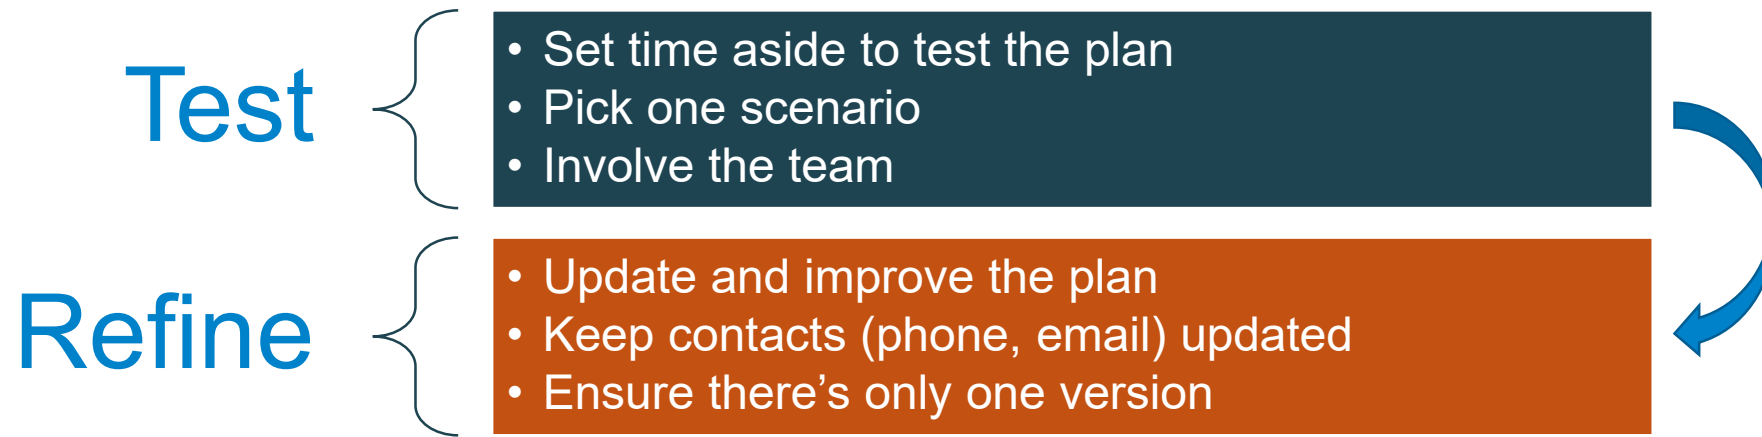 Test
• Set time aside to test the plan
• Pick one scenario
• Involve the team
Refine
• Update and improve the plan
• Keep contacts (phone, email) updated
• Ensure there’s only one version